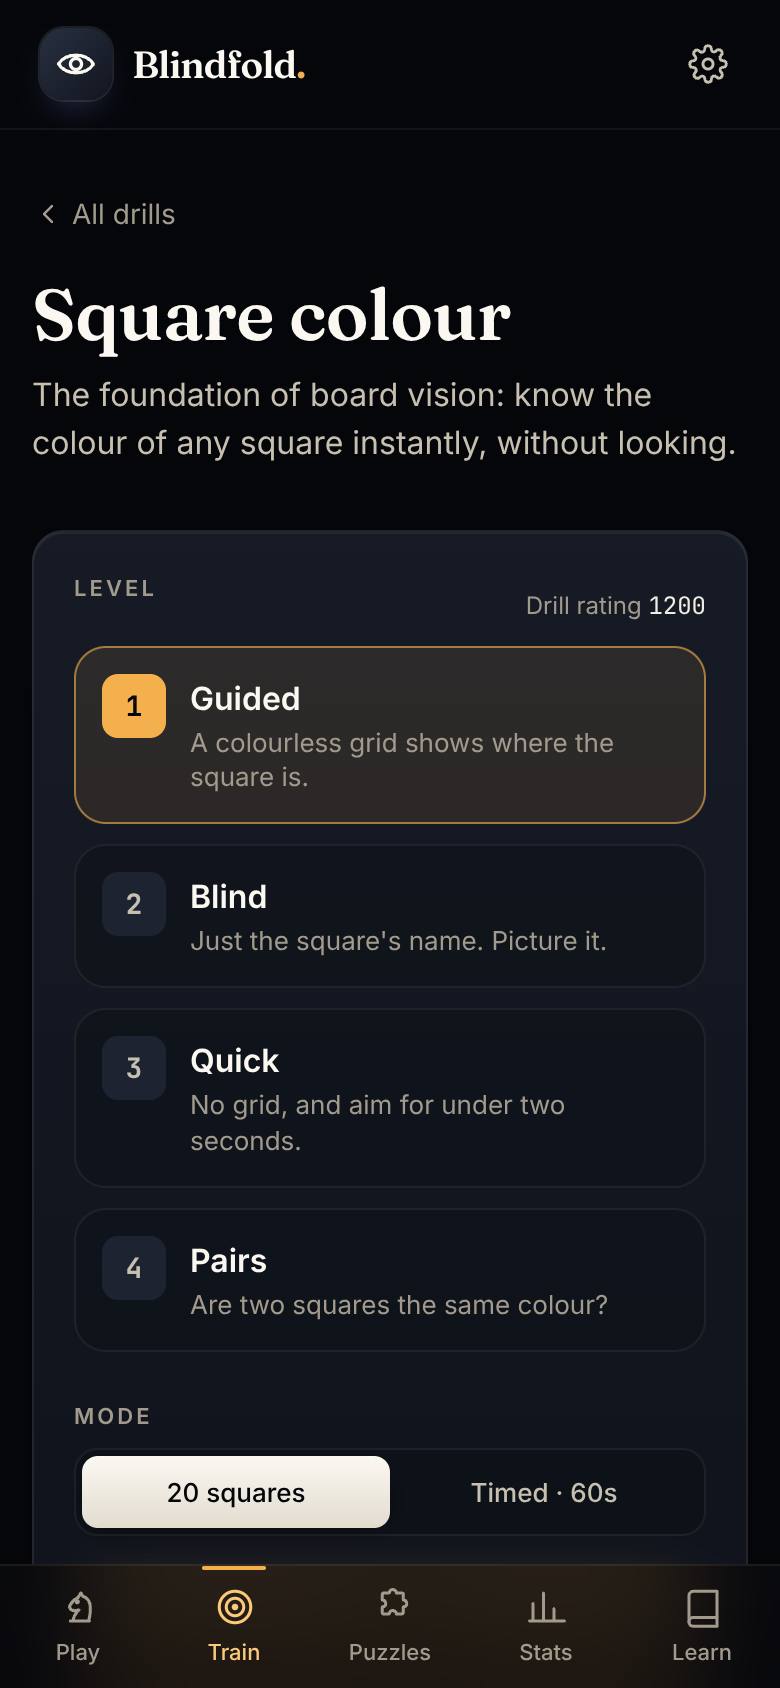 Blindfold.
All drills
Square colour
The foundation of board vision: know the
colour of any square instantly, without looking.
LEVEL
Drill rating 1200
1
Guided
A colourless grid shows where the
square is.
2
Blind
Just the square's name. Picture it.
3
Quick
No grid, and aim for under two
seconds.
4
Pairs
Are two squares the same colour?
MODE
20 squares
Timed · 60s
Play
Train
Puzzles
Stats
Learn